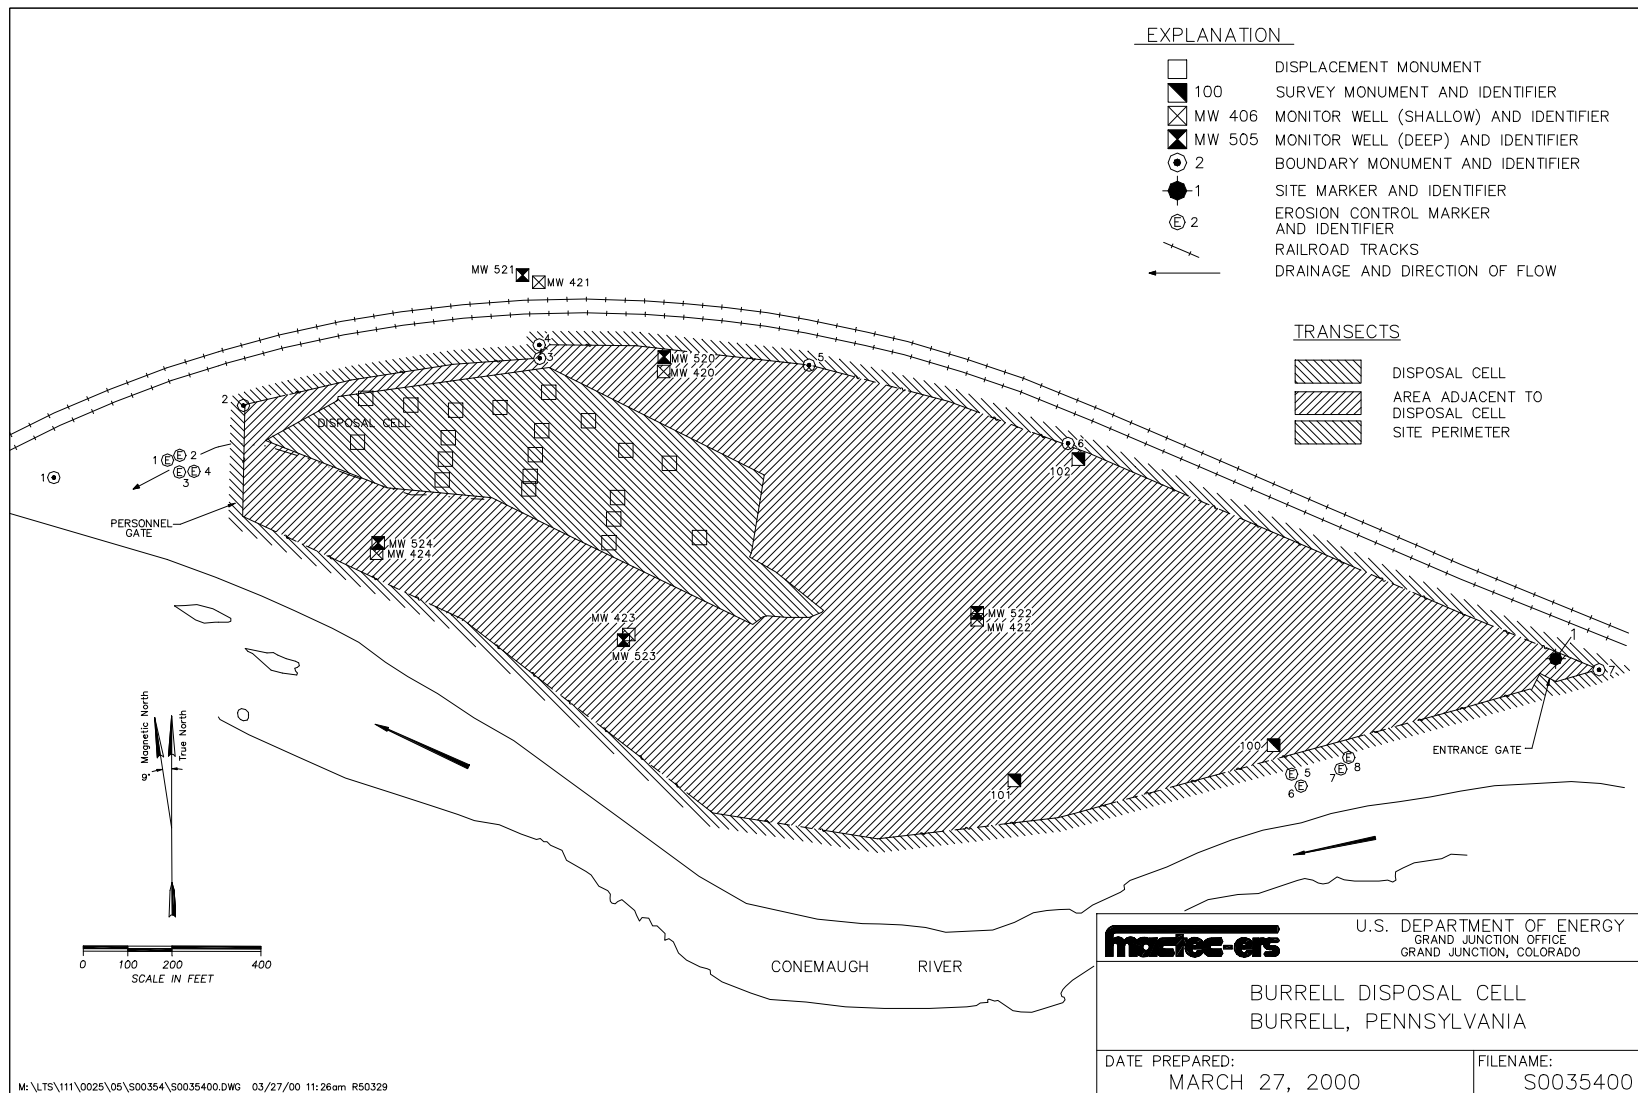 EXPLANATION
DISPLACEMENT MONUMENT
100 SURVEY MONUMENT AND IDENTIFIER
MW 406 MONITOR WELL (SHALLOW) AND IDENTIFIER
MW 505 MONITOR WELL (DEEP) AND IDENTIFIER
2 BOUNDARY MONUMENT AND IDENTIFIER
1 SITE MARKER AND IDENTIFIER
E 2 EROSION CONTROL MARKER
AND IDENTIFIER
RAILROAD TRACKS
DRAINAGE AND DIRECTION OF FLOW
TRANSECTS
DISPOSAL CELL
AREA ADJACENT TO
DISPOSAL CELL
SITE PERIMETER
MW 521
MW 421
4
3
MW 520
MW 420
5
2
DISPOSAL CELL
6
102
1 E E 2
E E 4
3
1
PERSONNEL
GATE
MW 524
MW 424
MW 423
MW 523
MW 522
MW 422
1
7
ENTRANCE GATE
100
101
E 5
6 E
E 8
7 E
Magnetic North
True North
9°
0 100 200 400
SCALE IN FEET
CONEMAUGH RIVER
mactec-ers
U.S. DEPARTMENT OF ENERGY
GRAND JUNCTION OFFICE
GRAND JUNCTION, COLORADO
BURRELL DISPOSAL CELL
BURRELL, PENNSYLVANIA
DATE PREPARED:
MARCH 27, 2000
FILENAME:
S0035400
M:\LTS\111\0025\05\S00354\S0035400.DWG 03/27/00 11:26am R50329